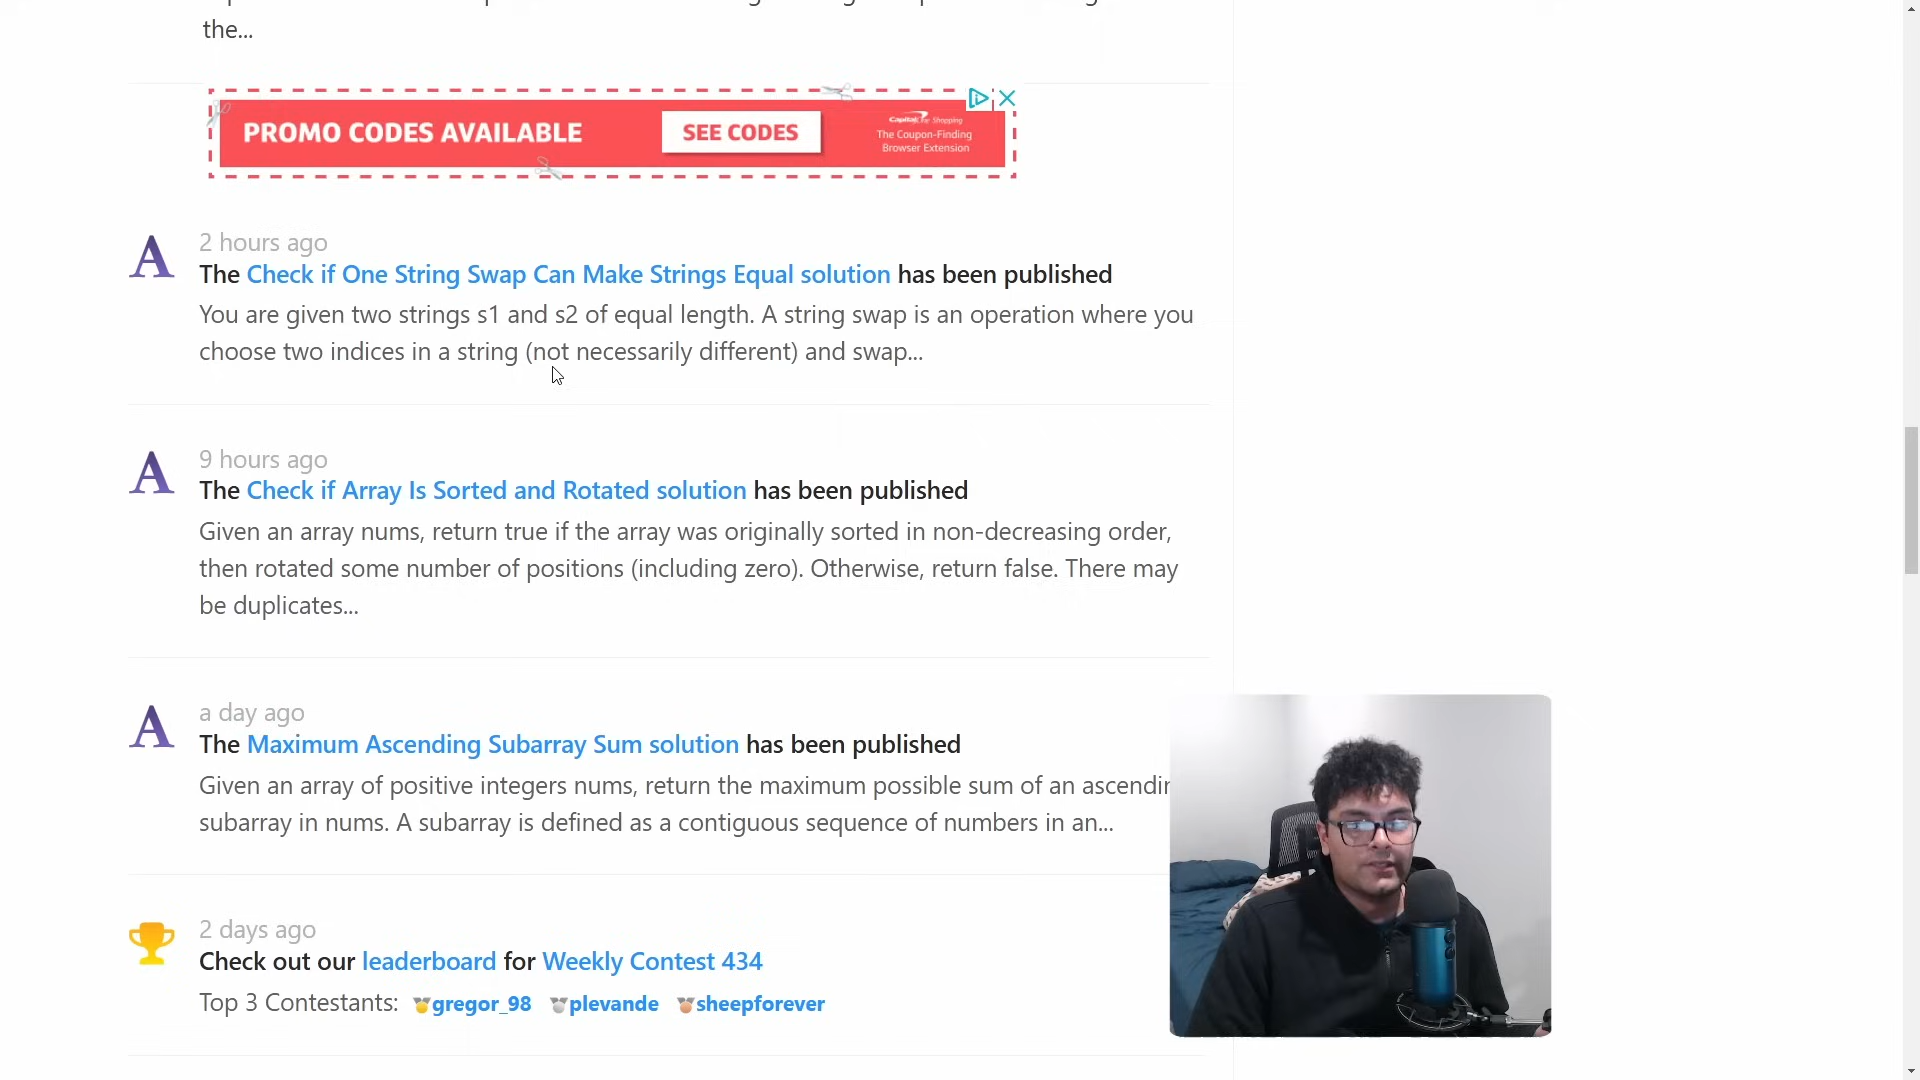 the...
PROMO CODES AVAILABLE
SEE CODES
Capital One Shopping
The Coupon-Finding
Browser Extension
A
2 hours ago
The Check if One String Swap Can Make Strings Equal solution has been published
You are given two strings s1 and s2 of equal length. A string swap is an operation where you
choose two indices in a string (not necessarily different) and swap...
A
9 hours ago
The Check if Array Is Sorted and Rotated solution has been published
Given an array nums, return true if the array was originally sorted in non-decreasing order,
then rotated some number of positions (including zero). Otherwise, return false. There may
be duplicates...
A
a day ago
The Maximum Ascending Subarray Sum solution has been published
Given an array of positive integers nums, return the maximum possible sum of an ascendin
subarray in nums. A subarray is defined as a contiguous sequence of numbers in an...
2 days ago
Check out our leaderboard for Weekly Contest 434
Top 3 Contestants: gregor_98 plevande sheepforever